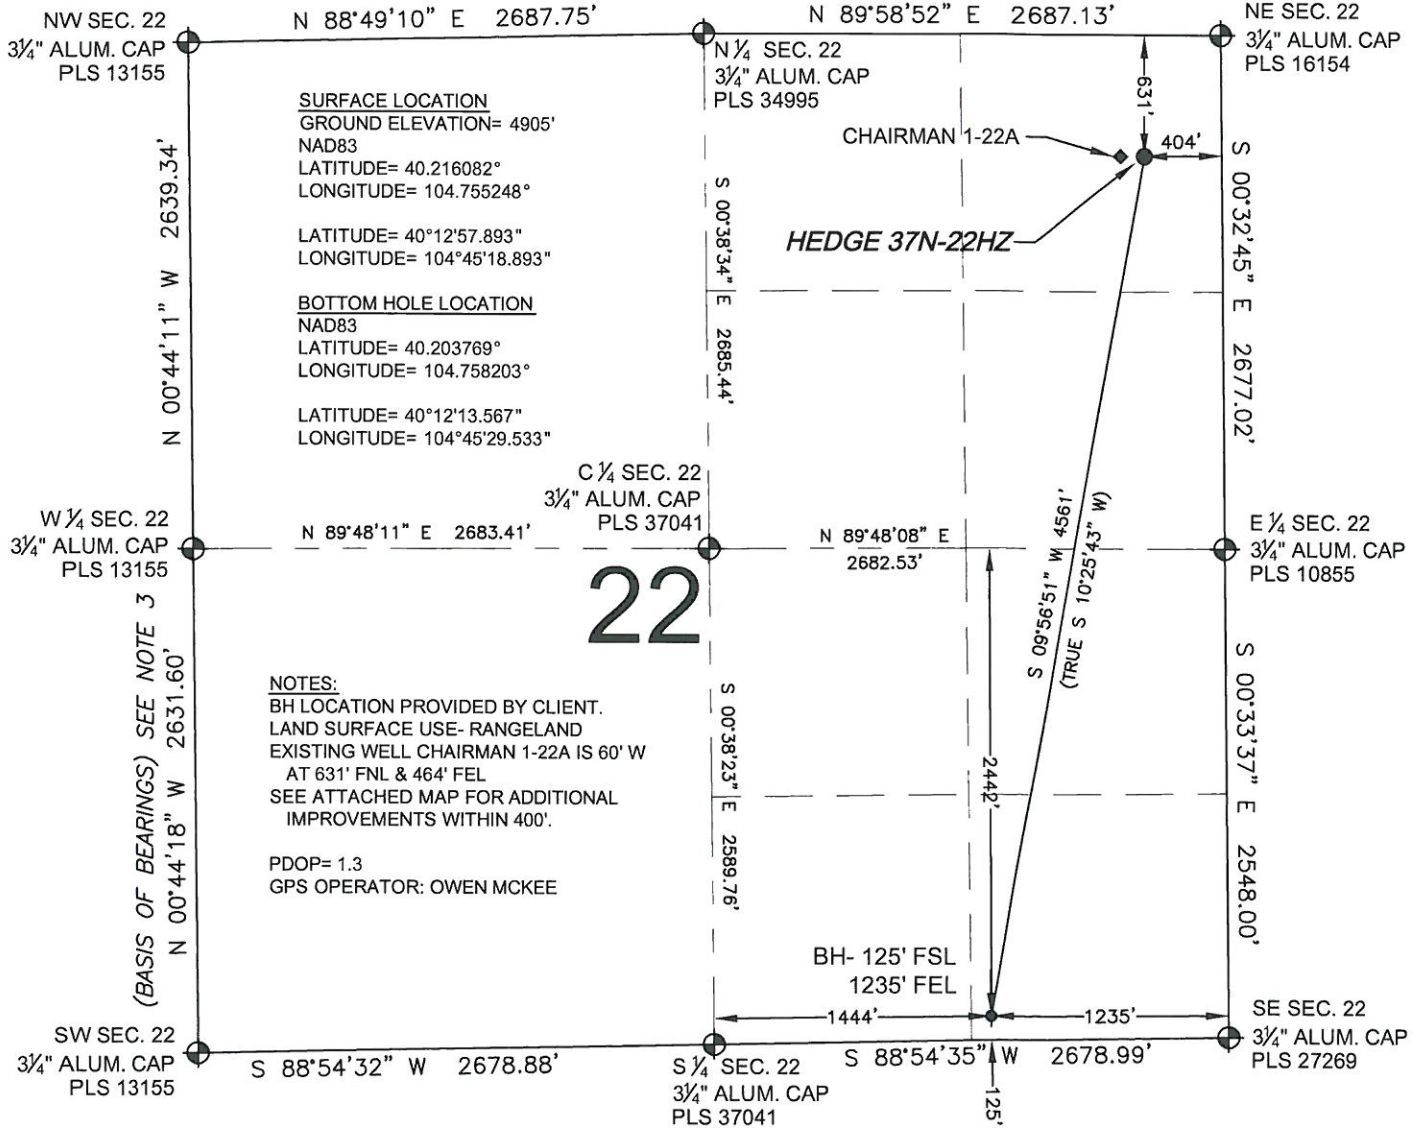 NW SEC. 22
3¼" ALUM. CAP
PLS 13155
N 88°49'10" E 2687.75'
N 89°58'52" E 2687.13'
NE SEC. 22
3¼" ALUM. CAP
PLS 16154
N ¼ SEC. 22
3¼" ALUM. CAP
PLS 34995
SURFACE LOCATION
GROUND ELEVATION= 4905'
NAD83
LATITUDE= 40.216082°
LONGITUDE= 104.755248°
LATITUDE= 40°12'57.893"
LONGITUDE= 104°45'18.893"
BOTTOM HOLE LOCATION
NAD83
LATITUDE= 40.203769°
LONGITUDE= 104.758203°
LATITUDE= 40°12'13.567"
LONGITUDE= 104°45'29.533"
631'
CHAIRMAN 1-22A
404'
HEDGE 37N-22HZ
N 00°44'11" W 2639.34'
S 00°38'34" E 2685.44'
S 00°32'45" E 2677.02'
C ¼ SEC. 22
3¼" ALUM. CAP
PLS 37041
W ¼ SEC. 22
3¼" ALUM. CAP
PLS 13155
N 89°48'11" E 2683.41'
N 89°48'08" E
2682.53'
E ¼ SEC. 22
3¼" ALUM. CAP
PLS 10855
22
S 09°56'51" W 4561'
(TRUE S 10°25'43" W)
(BASIS OF BEARINGS) SEE NOTE 3
N 00°44'18" W 2631.60'
NOTES:
BH LOCATION PROVIDED BY CLIENT.
LAND SURFACE USE- RANGELAND
EXISTING WELL CHAIRMAN 1-22A IS 60' W
AT 631' FNL & 464' FEL
SEE ATTACHED MAP FOR ADDITIONAL
IMPROVEMENTS WITHIN 400'.
PDOP= 1.3
GPS OPERATOR: OWEN MCKEE
S 00°38'23" E 2589.76'
2442'
S 00°33'37" E 2548.00'
BH- 125' FSL
1235' FEL
1444'
1235'
SW SEC. 22
3¼" ALUM. CAP
PLS 13155
S 88°54'32" W 2678.88'
S ¼ SEC. 22
3¼" ALUM. CAP
PLS 37041
S 88°54'35" W 2678.99'
125'
SE SEC. 22
3¼" ALUM. CAP
PLS 27269